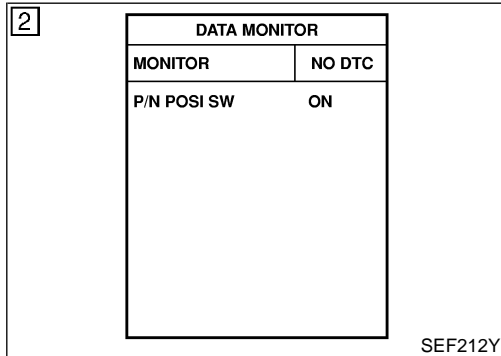 2
DATA MONITOR
MONITOR NO DTC
P/N POSI SW ON
SEF212Y